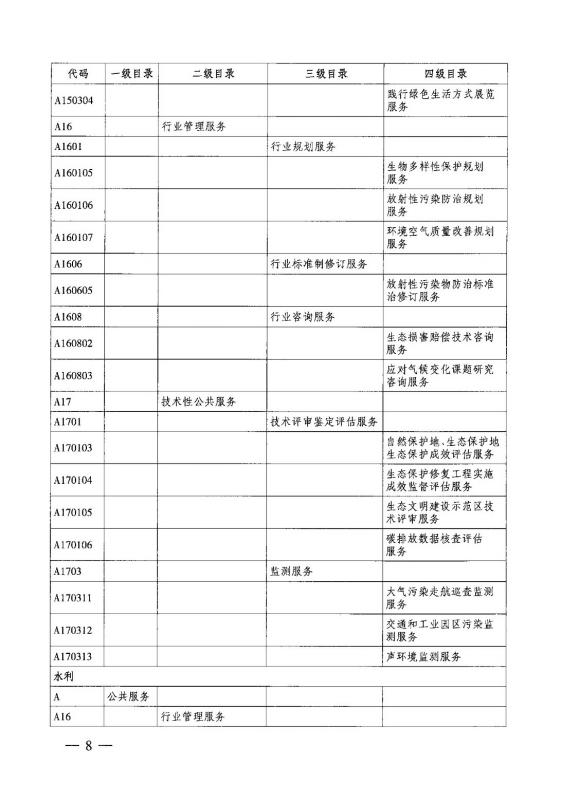 代码 一级目录 二级目录 三级目录 四级目录
A150304 践行绿色生活方式展览
服务
A16 行业管理服务
A1601 行业规划服务
A160105 生物多样性保护规划
服务
A160106 放射性污染防治规划
服务
A160107 环境空气质量改善规划
服务
A1606 行业标准制修订服务
A160605 放射性污染物防治标准
治修订服务
A1608 行业咨询服务
A160802 生态损害赔偿技术咨询
服务
A160803 应对气候变化课题研究
咨询服务
A17 技术性公共服务
A1701 技术评审鉴定评估服务
A170103 自然保护地、生态保护地
生态保护成效评估服务
A170104 生态保护修复工程实施
成效监督评估服务
A170105 生态文明建设示范区技
术评审服务
A170106 碳排放数据核查评估
服务
A1703 监测服务
A170311 大气污染走航巡查监测
服务
A170312 交通和工业园区污染监
测服务
A170313 声环境监测服务
水利
A 公共服务
A16 行业管理服务
— 8 —